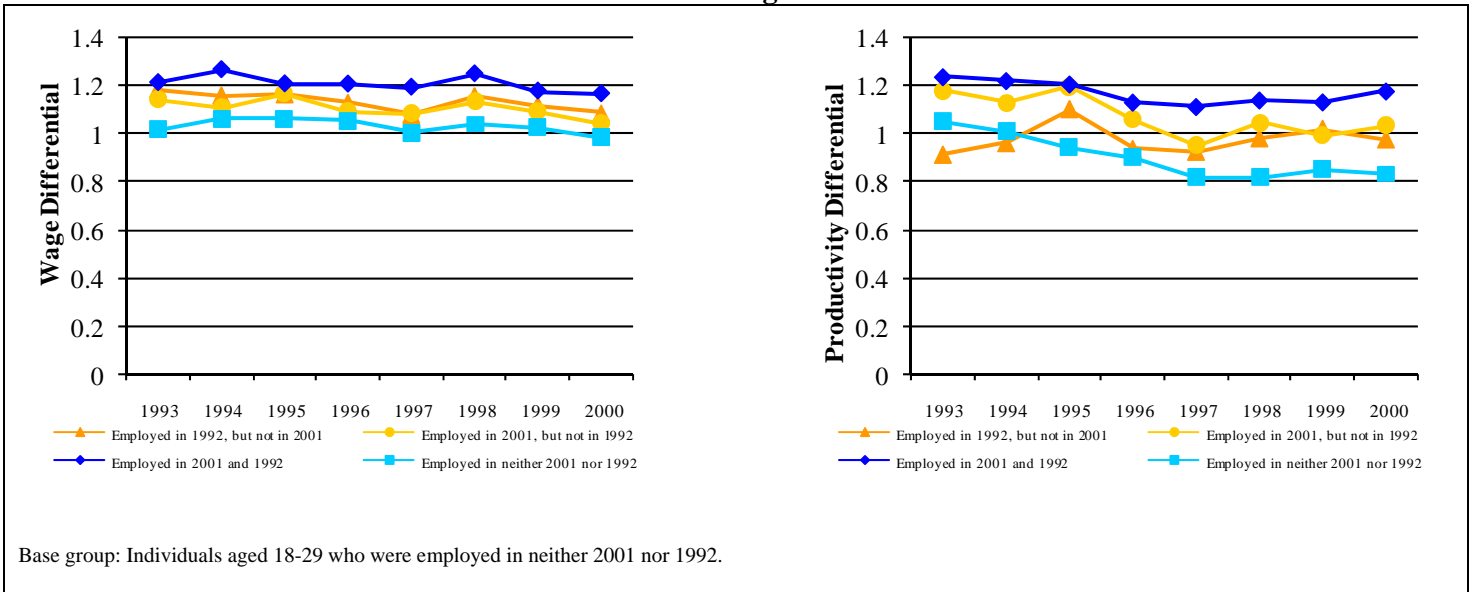 Wage Differential
1.4
1.2
1
0.8
0.6
0.4
0.2
0
1993 1994 1995 1996 1997 1998 1999 2000
Employed in 1992, but not in 2001
Employed in 2001, but not in 1992
Employed in 2001 and 1992
Employed in neither 2001 nor 1992
Productivity Differential
1.4
1.2
1
0.8
0.6
0.4
0.2
0
1993 1994 1995 1996 1997 1998 1999 2000
Employed in 1992, but not in 2001
Employed in 2001, but not in 1992
Employed in 2001 and 1992
Employed in neither 2001 nor 1992
Base group: Individuals aged 18-29 who were employed in neither 2001 nor 1992.